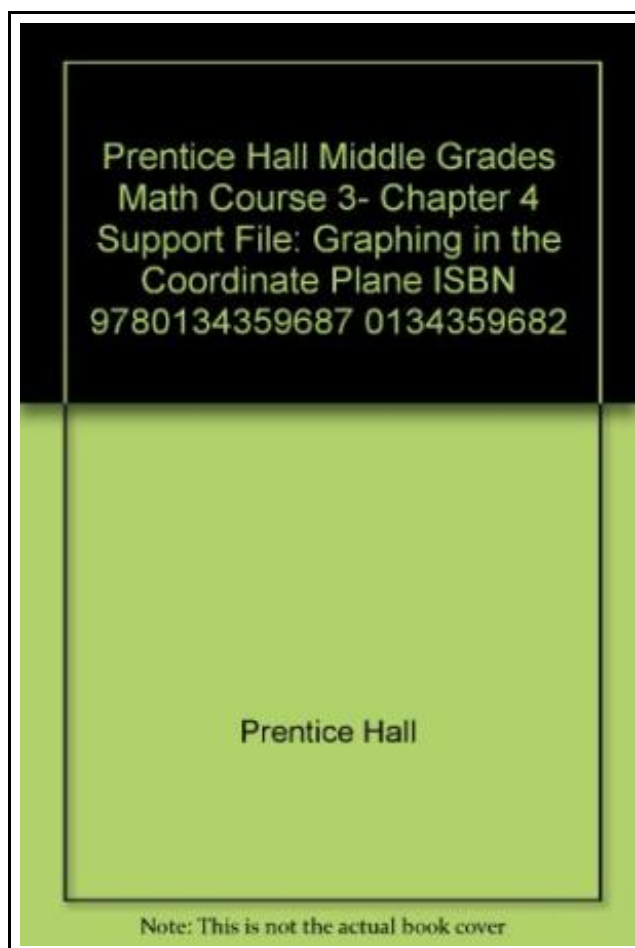 Prentice Hall Middle Grades
Math Course 3- Chapter 4
Support File: Graphing in the
Coordinate Plane ISBN
9780134359687 0134359682
Prentice Hall
Note: This is not the actual book cover